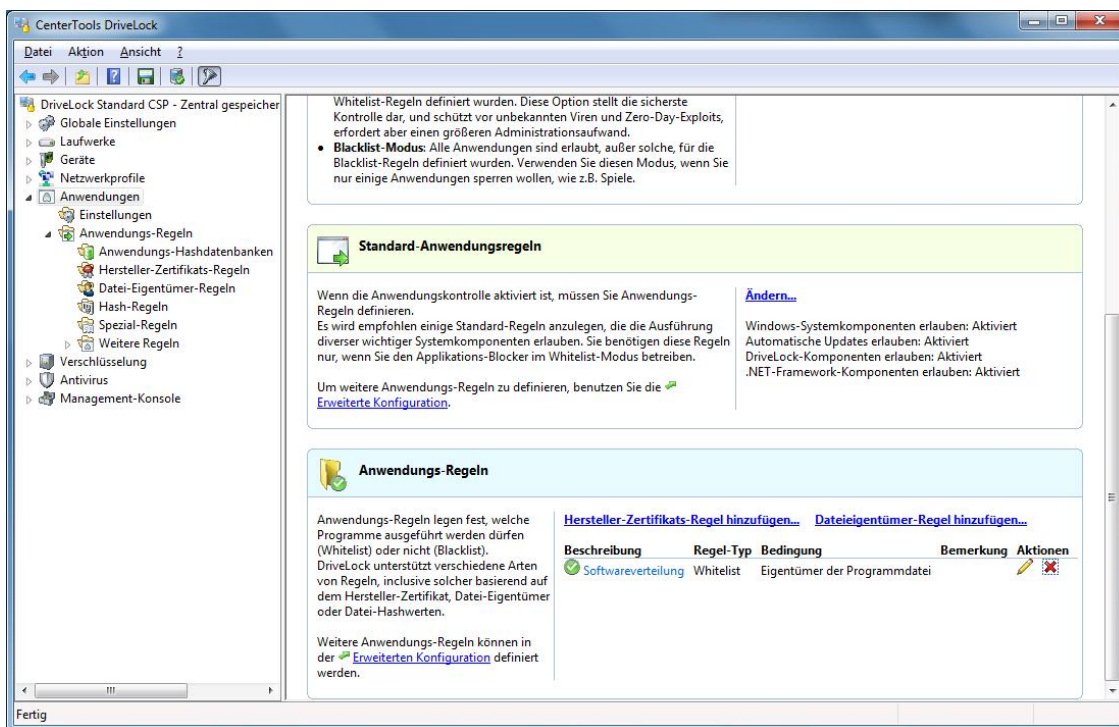 CenterTools DriveLock
Datei Aktion Ansicht ?
DriveLock Standard CSP - Zentral gespeicher
Globale Einstellungen
Laufwerke
Geräte
Netzwerkprofile
Anwendungen
Einstellungen
Anwendungs-Regeln
Anwendungs-Hashdatenbanken
Hersteller-Zertifikats-Regeln
Datei-Eigentümer-Regeln
Hash-Regeln
Spezial-Regeln
Weitere Regeln
Verschlüsselung
Antivirus
Management-Konsole
Whitelist-Regeln definiert wurden. Diese Option stellt die sicherste
Kontrolle dar, und schützt vor unbekannten Viren und Zero-Day-Exploits,
erfordert aber einen größeren Administrationsaufwand.
• Blacklist-Modus: Alle Anwendungen sind erlaubt, außer solche, für die
Blacklist-Regeln definiert wurden. Verwenden Sie diesen Modus, wenn Sie
nur einige Anwendungen sperren wollen, wie z.B. Spiele.
Standard-Anwendungsregeln
Wenn die Anwendungskontrolle aktiviert ist, müssen Sie Anwendungs-
Regeln definieren.
Es wird empfohlen einige Standard-Regeln anzulegen, die die Ausführung
diverser wichtiger Systemkomponenten erlauben. Sie benötigen diese Regeln
nur, wenn Sie den Applikations-Blocker im Whitelist-Modus betreiben.
Um weitere Anwendungs-Regeln zu definieren, benutzen Sie die
Erweiterte Konfiguration.
Ändern...
Windows-Systemkomponenten erlauben: Aktiviert
Automatische Updates erlauben: Aktiviert
DriveLock-Komponenten erlauben: Aktiviert
.NET-Framework-Komponenten erlauben: Aktiviert
Anwendungs-Regeln
Anwendungs-Regeln legen fest, welche
Programme ausgeführt werden dürfen
(Whitelist) oder nicht (Blacklist).
DriveLock unterstützt verschiedene Arten
von Regeln, inclusive solcher basierend auf
dem Hersteller-Zertifikat, Datei-Eigentümer
oder Datei-Hashwerten.
Weitere Anwendungs-Regeln können in
der Erweiterten Konfiguration definiert
werden.
Hersteller-Zertifikats-Regel hinzufügen... Dateieigentümer-Regel hinzufügen...
Beschreibung Regel-Typ Bedingung Bemerkung Aktionen
Softwareverteilung Whitelist Eigentümer der Programmdatei
Fertig